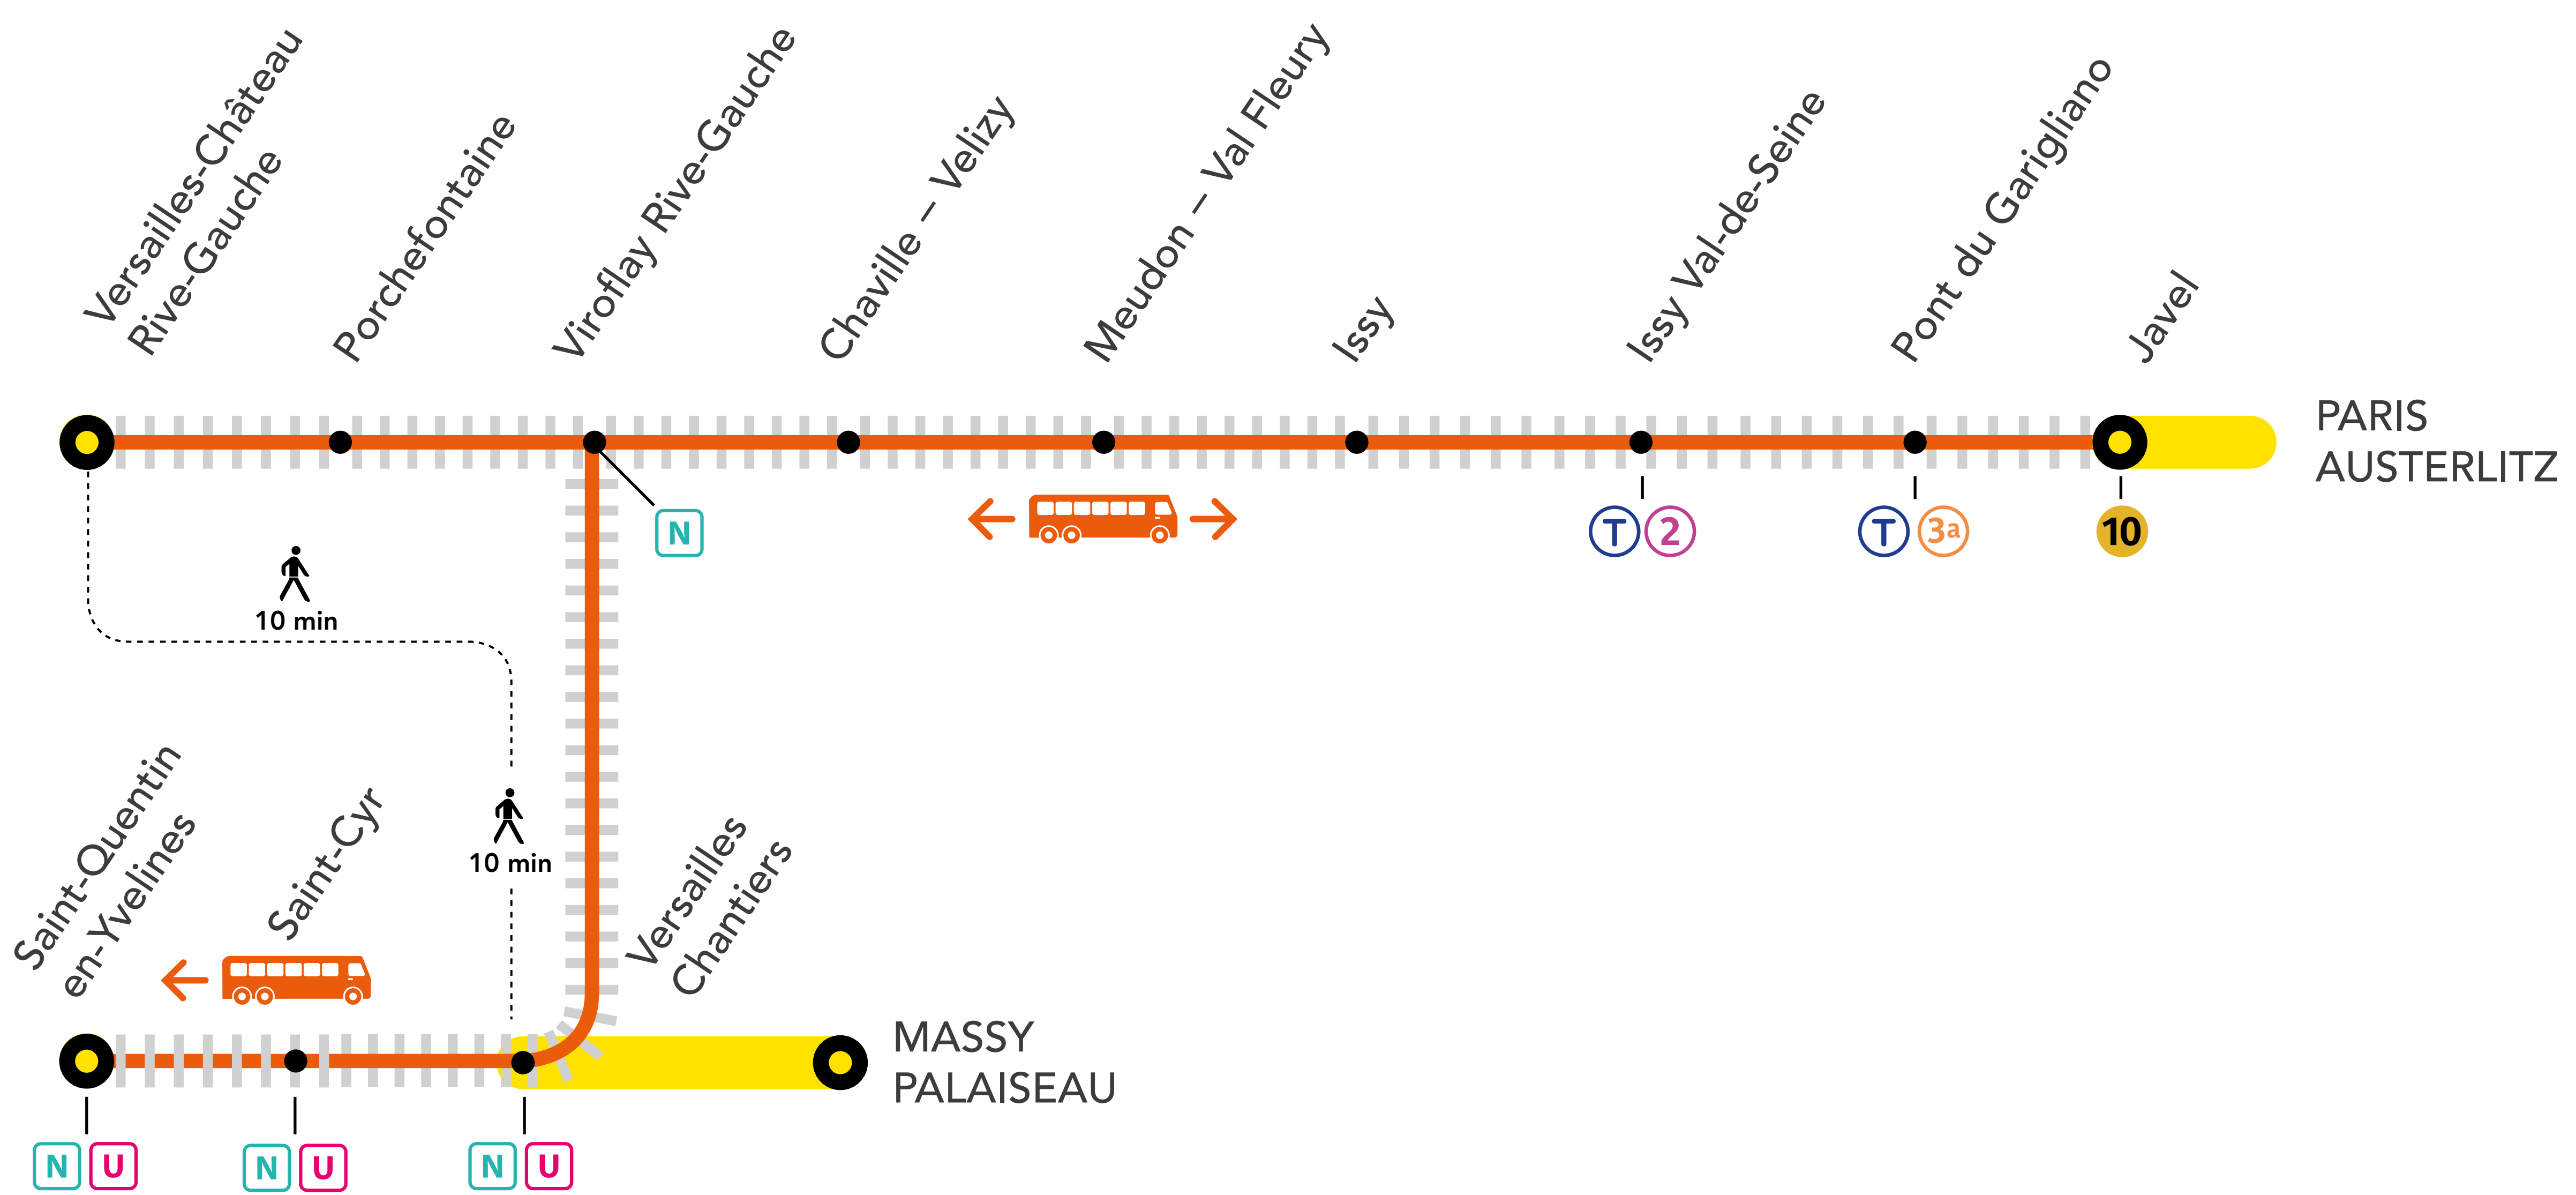 Versailles-Château
Rive-Gauche
Porchefontaine
Viroflay Rive-Gauche
Chaville – Velizy
Meudon – Val Fleury
Issy
Issy Val-de-Seine
Pont du Garigliano
Javel
PARIS
AUSTERLITZ
N
T 2
T 3a
10
10 min
10 min
Saint-Quentin
en-Yvelines
Saint-Cyr
Versailles
Chantiers
MASSY
PALAISEAU
N U
N U
N U